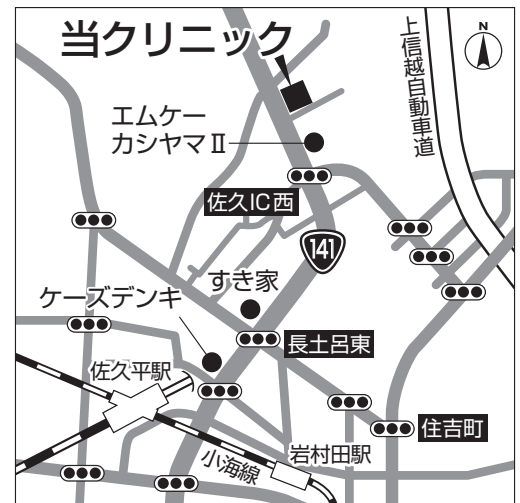 当クリニック
N
上信越自動車道
エムケー
カシヤマⅡ
佐久IC西
141
すき家
ケーズデンキ
長土呂東
佐久平駅
住吉町
岩村田駅
小海線